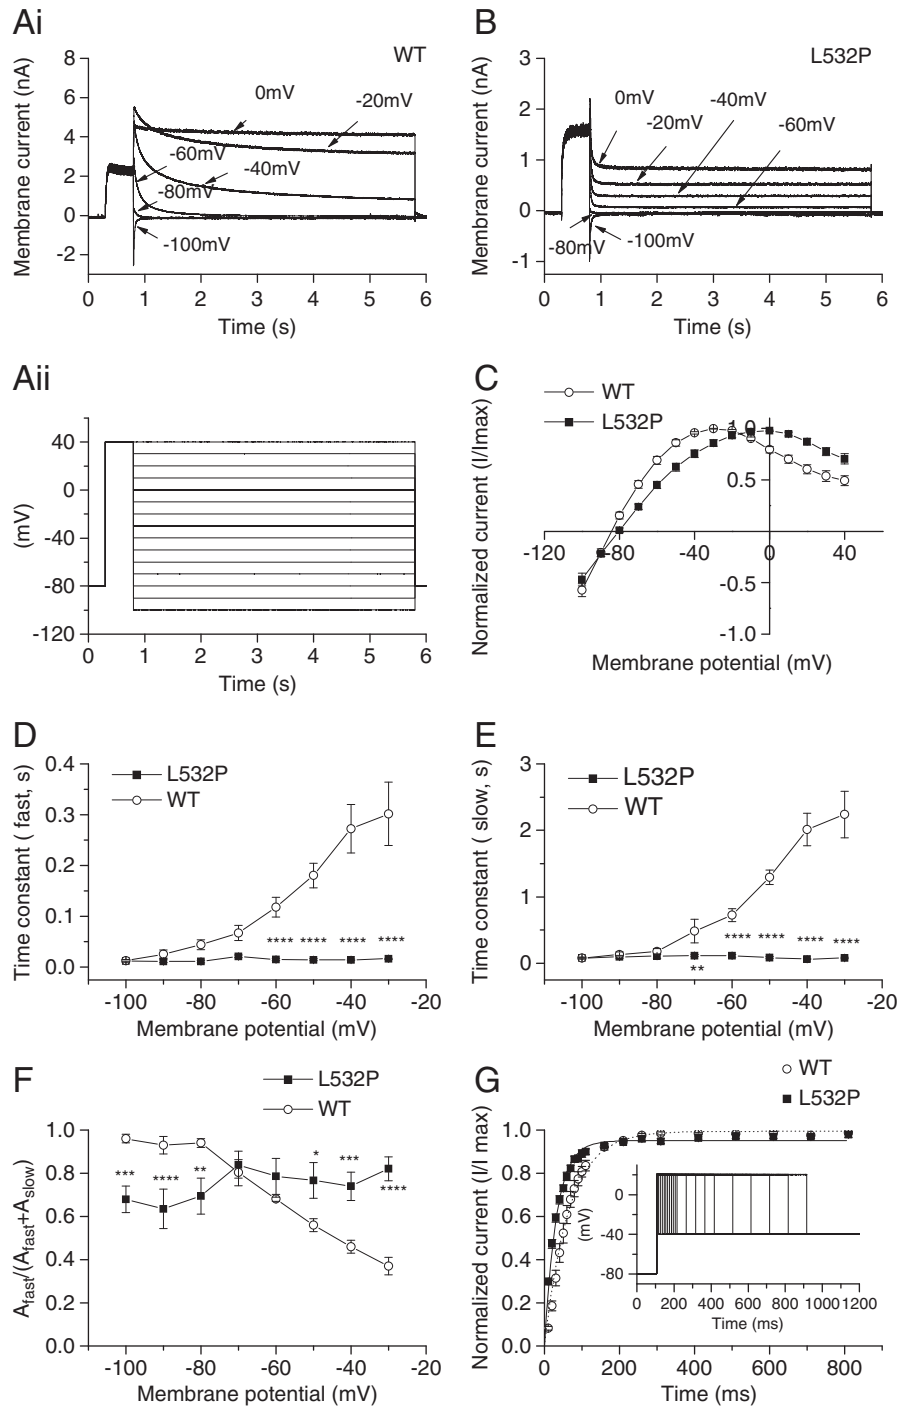 Ai
WT
Membrane current (nA)
8
6
4
2
0
-2
0mV
-20mV
-60mV
-40mV
-80mV
-100mV
0 1 2 3 4 5 6
Time (s)
B
L532P
Membrane current (nA)
3
2
1
0
-1
0mV
-40mV
-20mV
-60mV
-80mV
-100mV
0 1 2 3 4 5 6
Time (s)
Aii
(mV)
40
0
-40
-80
-120
0 1 2 3 4 5 6
Time (s)
C
WT
L532P
Normalized current (I/Imax)
1.0
0.5
-120 -80 -40 0 40
-0.5
-1.0
Membrane potential (mV)
D
L532P
WT
Time constant ( fast, s)
0.4
0.3
0.2
0.1
0.0
**** **** **** ****
-100 -80 -60 -40 -20
Membrane potential (mV)
E
L532P
WT
Time constant ( slow, s)
3
2
1
0
**** **** **** ****
**
-100 -80 -60 -40 -20
Membrane potential (mV)
F
L532P
WT
Afast/(Afast+Aslow)
1.0
0.8
0.6
0.4
0.2
0.0
*** **** ** * *** ****
-100 -80 -60 -40 -20
Membrane potential (mV)
G
WT
L532P
Normalized current (I/I max)
1.0
0.8
0.6
0.4
0.2
0.0
(mV)
0
-40
-80
0 200 400 600 800 1000 1200
Time (ms)
0 200 400 600 800
Time (ms)